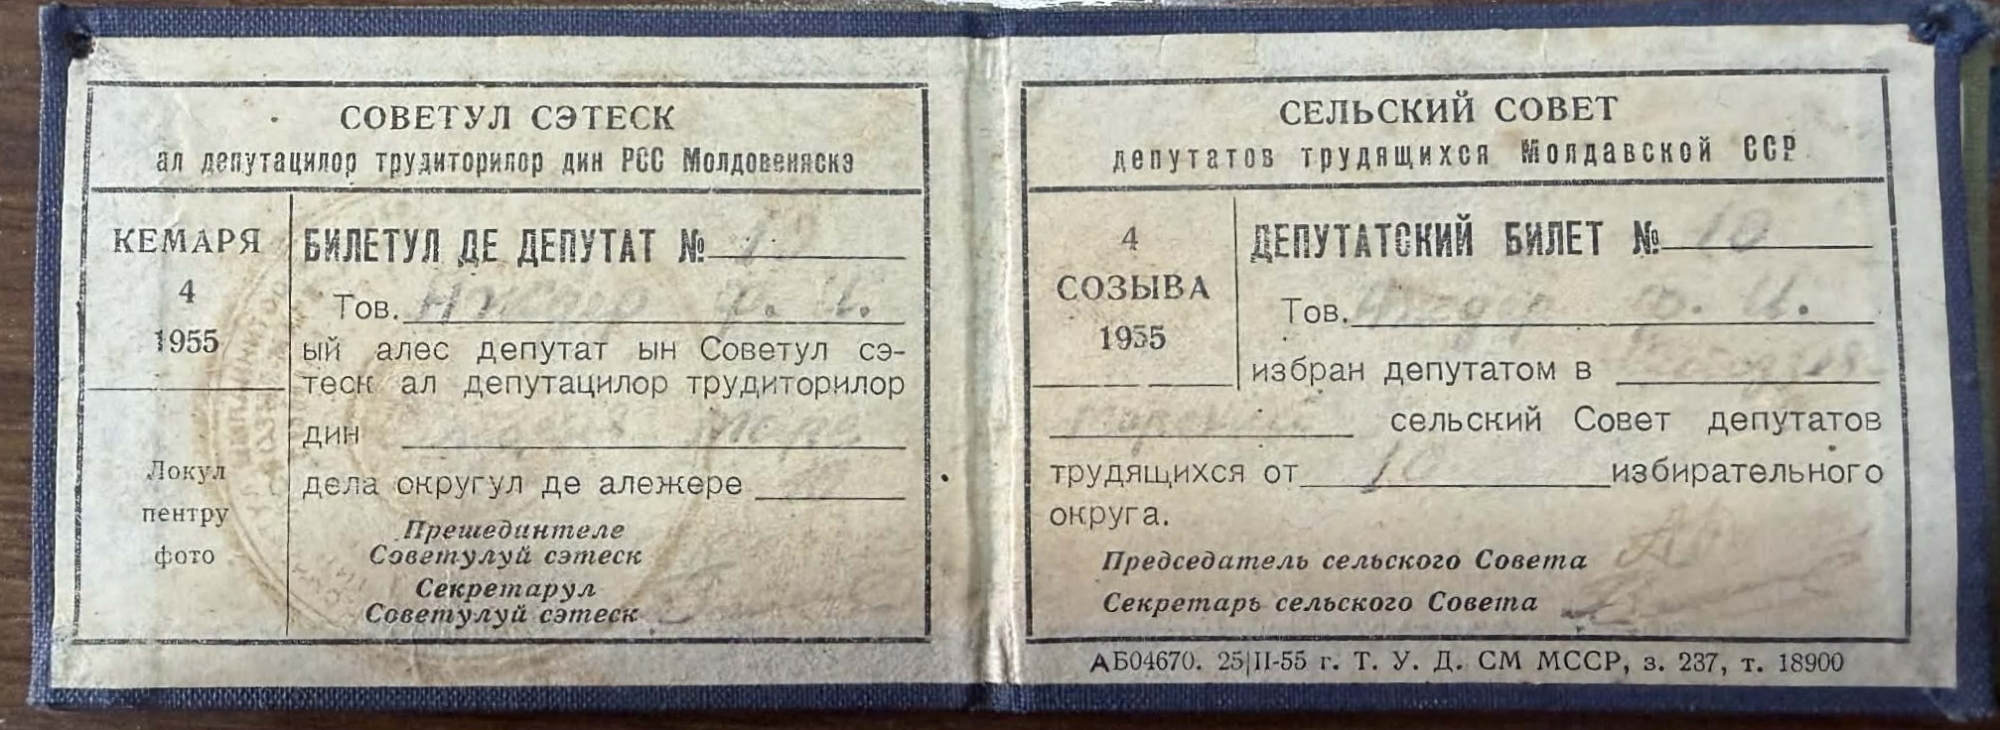 СОВЕТУЛ СЭТЕСК
ал депутацилор трудиторилор дин РСС Молдовеняскэ
КЕМАРЯ
4
1955
Локул
пентру
фото
БИЛЕТУЛ ДЕ ДЕПУТАТ №
Тов. Ф. И.
ый алес депутат ын Советул сэ-
теск ал депутацилор трудиторилор
дин
дела округул де алежере
Прешединтеле
Советулуй сэтеск
Секретарул
Советулуй сэтеск
СЕЛЬСКИЙ СОВЕТ
депутатов трудящихся Молдавской ССР
4
СОЗЫВА
1955
ДЕПУТАТСКИЙ БИЛЕТ № 10
Тов. Ф. И.
избран депутатом в
сельский Совет депутатов
трудящихся от 10 избирательного
округа.
Председатель сельского Совета
Секретарь сельского Совета
АБ04670. 25|II-55 г. Т. У. Д. СМ МССР, з. 237, т. 18900